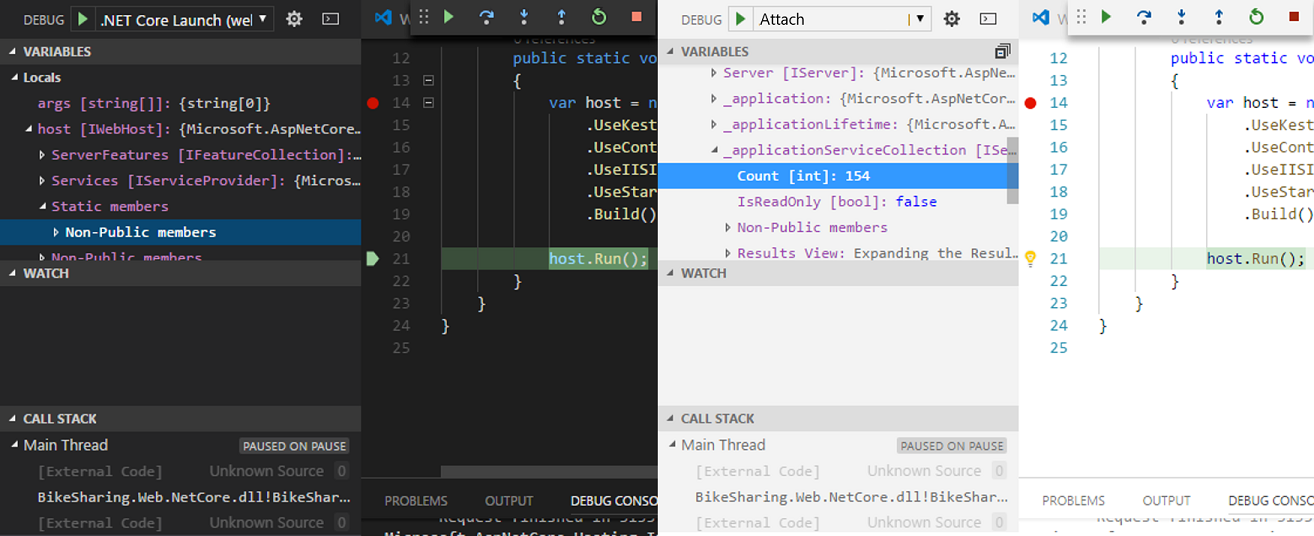 DEBUG .NET Core Launch (we
VARIABLES
Locals
args [string[]]: {string[0]}
host [IWebHost]: {Microsoft.AspNetCore…
ServerFeatures [IFeatureCollection]:…
Services [IServiceProvider]: {Micros…
Static members
Non-Public members
Non-Public members
WATCH
CALL STACK
Main Thread PAUSED ON PAUSE
[External Code] Unknown Source 0
BikeSharing.Web.NetCore.dll!BikeShar...
[External Code] Unknown Source 0
W
0 references
12 public static vo
13 {
14 var host = n
15 .UseKest
16 .UseCont
17 .UseIISI
18 .UseStar
19 .Build()
20
21 host.Run();
22 }
23 }
24 }
25
PROBLEMS OUTPUT DEBUG CONSO
Request finished in 5153
Microsoft.AspNetCore.Hosting.I
DEBUG Attach
VARIABLES
Server [IServer]: {Microsoft.AspNe…
_application: {Microsoft.AspNetCor…
_applicationLifetime: {Microsoft.A…
_applicationServiceCollection [ISe…
Count [int]: 154
IsReadOnly [bool]: false
Non-Public members
Results View: Expanding the Resul…
WATCH
CALL STACK
Main Thread PAUSED ON PAUSE
[External Code] Unknown Source 0
BikeSharing.Web.NetCore.dll!BikeShar...
[External Code] Unknown Source 0
W
0 references
12 public static vo
13 {
14 var host = n
15 .UseKest
16 .UseCont
17 .UseIISI
18 .UseStar
19 .Build()
20
21 host.Run();
22 }
23 }
24 }
25
PROBLEMS OUTPUT DEBUG CONSO
Request finished in 5153